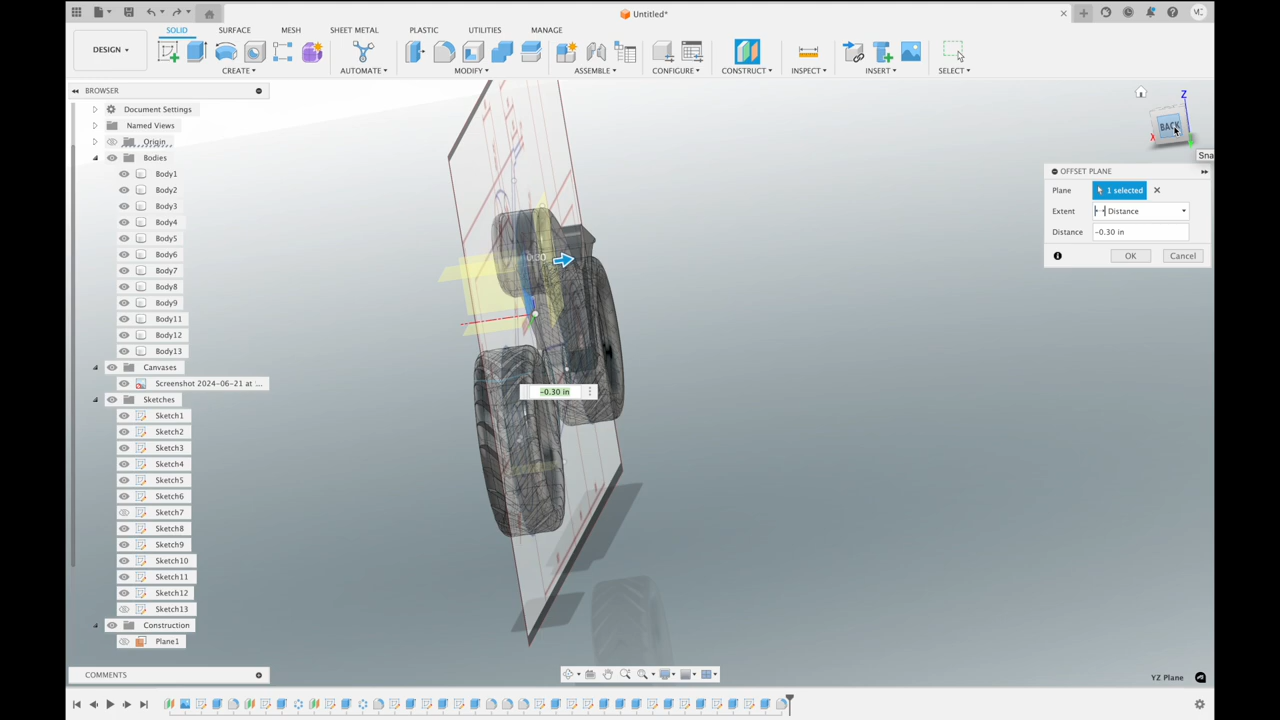 Untitled*
MC
DESIGN
SOLID
SURFACE
MESH
SHEET METAL
PLASTIC
UTILITIES
MANAGE
CREATE
AUTOMATE
MODIFY
ASSEMBLE
CONFIGURE
CONSTRUCT
INSPECT
INSERT
SELECT
BROWSER
Document Settings
Named Views
Origin
Bodies
Body1
Body2
Body3
Body4
Body5
Body6
Body7
Body8
Body9
Body11
Body12
Body13
Canvases
Screenshot 2024-06-21 at :...
Sketches
Sketch1
Sketch2
Sketch3
Sketch4
Sketch5
Sketch6
Sketch7
Sketch8
Sketch9
Sketch10
Sketch11
Sketch12
Sketch13
Construction
Plane1
Z
BACK
X
Sna
OFFSET PLANE
Plane 1 selected
Extent Distance
Distance -0.30 in
OK Cancel
0.30
-0.30 in
COMMENTS
YZ Plane